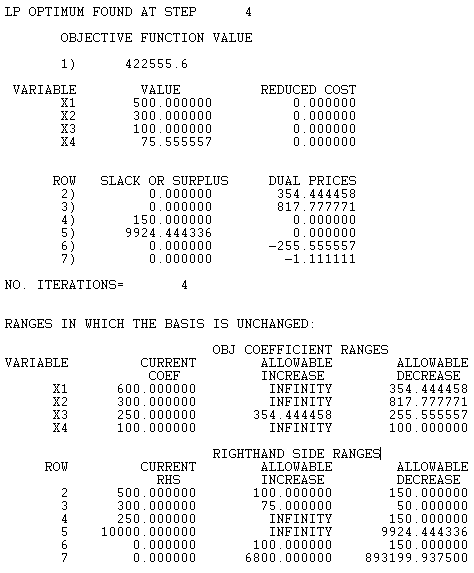 LP OPTIMUM FOUND AT STEP 4
OBJECTIVE FUNCTION VALUE
1) 422555.6
VARIABLE VALUE REDUCED COST
X1 500.000000 0.000000
X2 300.000000 0.000000
X3 100.000000 0.000000
X4 75.555557 0.000000
ROW SLACK OR SURPLUS DUAL PRICES
2) 0.000000 354.444458
3) 0.000000 817.777771
4) 150.000000 0.000000
5) 9924.444336 0.000000
6) 0.000000 -255.555557
7) 0.000000 -1.111111
NO. ITERATIONS= 4
RANGES IN WHICH THE BASIS IS UNCHANGED:
OBJ COEFFICIENT RANGES
VARIABLE CURRENT ALLOWABLE ALLOWABLE
COEF INCREASE DECREASE
X1 600.000000 INFINITY 354.444458
X2 300.000000 INFINITY 817.777771
X3 250.000000 354.444458 255.555557
X4 100.000000 INFINITY 100.000000
RIGHTHAND SIDE RANGES
ROW CURRENT ALLOWABLE ALLOWABLE
RHS INCREASE DECREASE
2 500.000000 100.000000 150.000000
3 300.000000 75.000000 50.000000
4 250.000000 INFINITY 150.000000
5 10000.000000 INFINITY 9924.444336
6 0.000000 100.000000 150.000000
7 0.000000 6800.000000 893199.937500